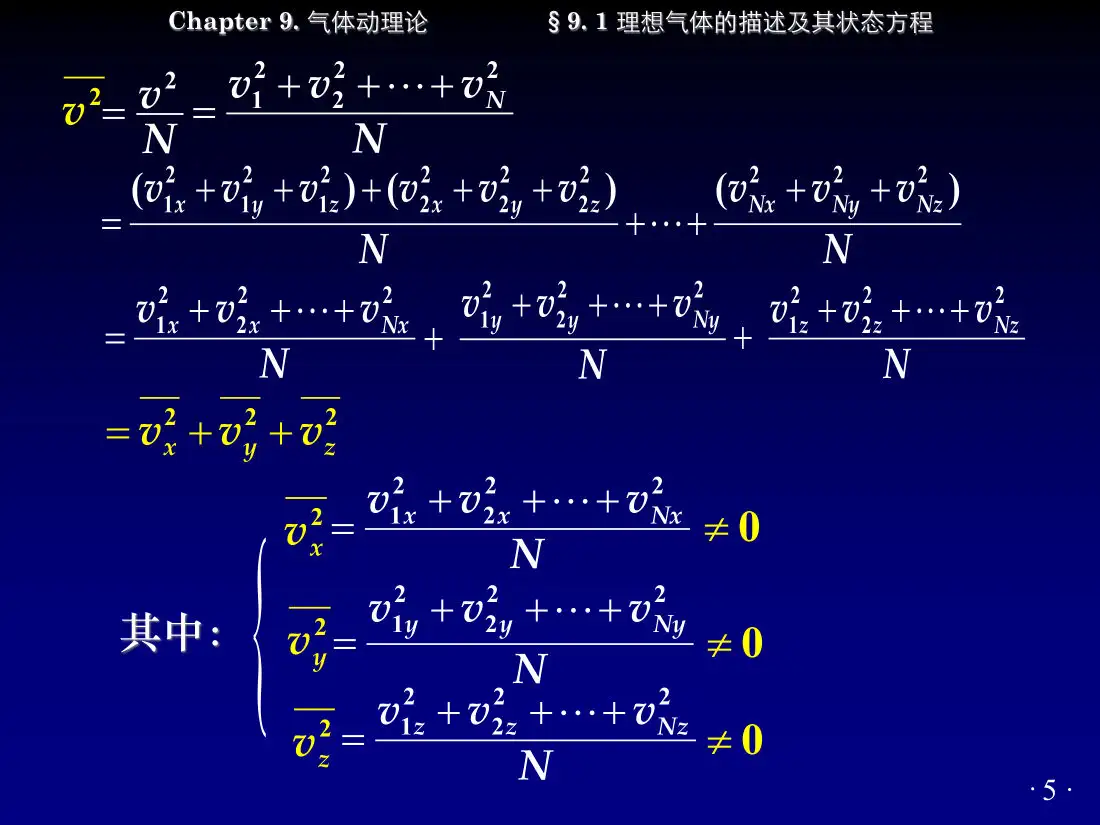 Chapter 9. 气体动理论 §9. 1 理想气体的描述及其状态方程
$\overline{v^2} = \frac{v^2}{N} = \frac{v_1^2 + v_2^2 + \cdots + v_N^2}{N}$
$= \frac{(v_{1x}^2 + v_{1y}^2 + v_{1z}^2) + (v_{2x}^2 + v_{2y}^2 + v_{2z}^2)}{N} + \cdots + \frac{(v_{Nx}^2 + v_{Ny}^2 + v_{Nz}^2)}{N}$
$= \frac{v_{1x}^2 + v_{2x}^2 + \cdots + v_{Nx}^2}{N} + \frac{v_{1y}^2 + v_{2y}^2 + \cdots + v_{Ny}^2}{N} + \frac{v_{1z}^2 + v_{2z}^2 + \cdots + v_{Nz}^2}{N}$
$= \overline{v_x^2} + \overline{v_y^2} + \overline{v_z^2}$
$\overline{v_x^2} = \frac{v_{1x}^2 + v_{2x}^2 + \cdots + v_{Nx}^2}{N} \neq 0$
其中: $\overline{v_y^2} = \frac{v_{1y}^2 + v_{2y}^2 + \cdots + v_{Ny}^2}{N} \neq 0$
$\overline{v_z^2} = \frac{v_{1z}^2 + v_{2z}^2 + \cdots + v_{Nz}^2}{N} \neq 0$
· 5 ·